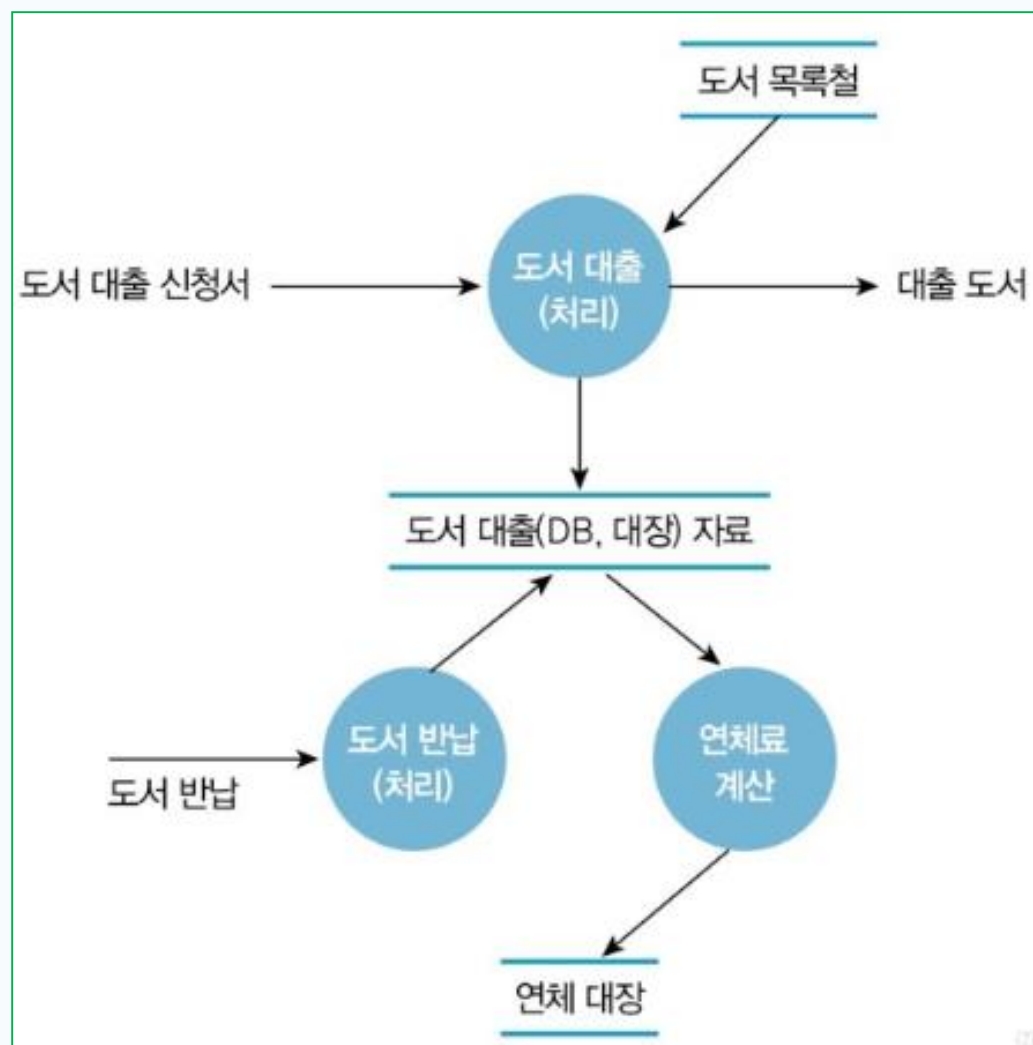 도서 목록철
도서 대출 신청서
도서 대출
(처리)
대출 도서
도서 대출(DB, 대장) 자료
도서 반납
도서 반납
(처리)
연체료
계산
연체 대장